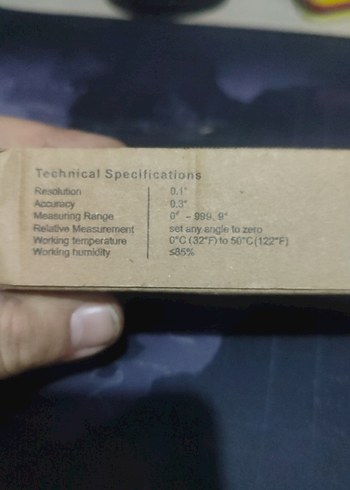 Technical Specifications
Resolution 0.1°
Accuracy 0.3°
Measuring Range 0° - 999, 9°
Relative Measurement set any angle to zero
Working temperature 0°C (32°F) to 50°C(122°F)
Working humidity ≤85%